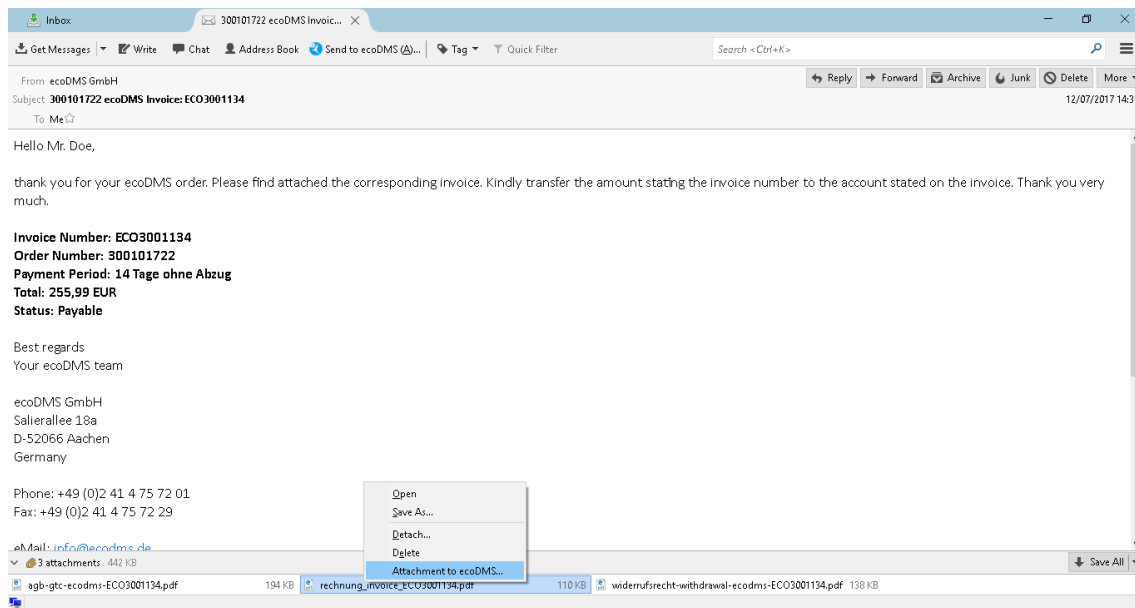 Inbox
300101722 ecoDMS Invoic...
Get Messages Write Chat Address Book Send to ecoDMS (A)... Tag Quick Filter Search <Ctrl+K>
From ecoDMS GmbH Reply Forward Archive Junk Delete More
Subject 300101722 ecoDMS Invoice: ECO3001134 12/07/2017 14:3
To Me
Hello Mr. Doe,
thank you for your ecoDMS order. Please find attached the corresponding invoice. Kindly transfer the amount stating the invoice number to the account stated on the invoice. Thank you very
much.
Invoice Number: ECO3001134
Order Number: 300101722
Payment Period: 14 Tage ohne Abzug
Total: 255,99 EUR
Status: Payable
Best regards
Your ecoDMS team
ecoDMS GmbH
Salierallee 18a
D-52066 Aachen
Germany
Phone: +49 (0)2 41 4 75 72 01
Fax: +49 (0)2 41 4 75 72 29
eMail: info@ecodms.de
Open
Save As...
Detach...
Delete
Attachment to ecoDMS...
3 attachments 442 KB Save All
agb-gtc-ecodms-ECO3001134.pdf 194 KB rechnung_invoice_ECO3001134.pdf 110 KB widerrufsrecht-withdrawal-ecodms-ECO3001134.pdf 138 KB